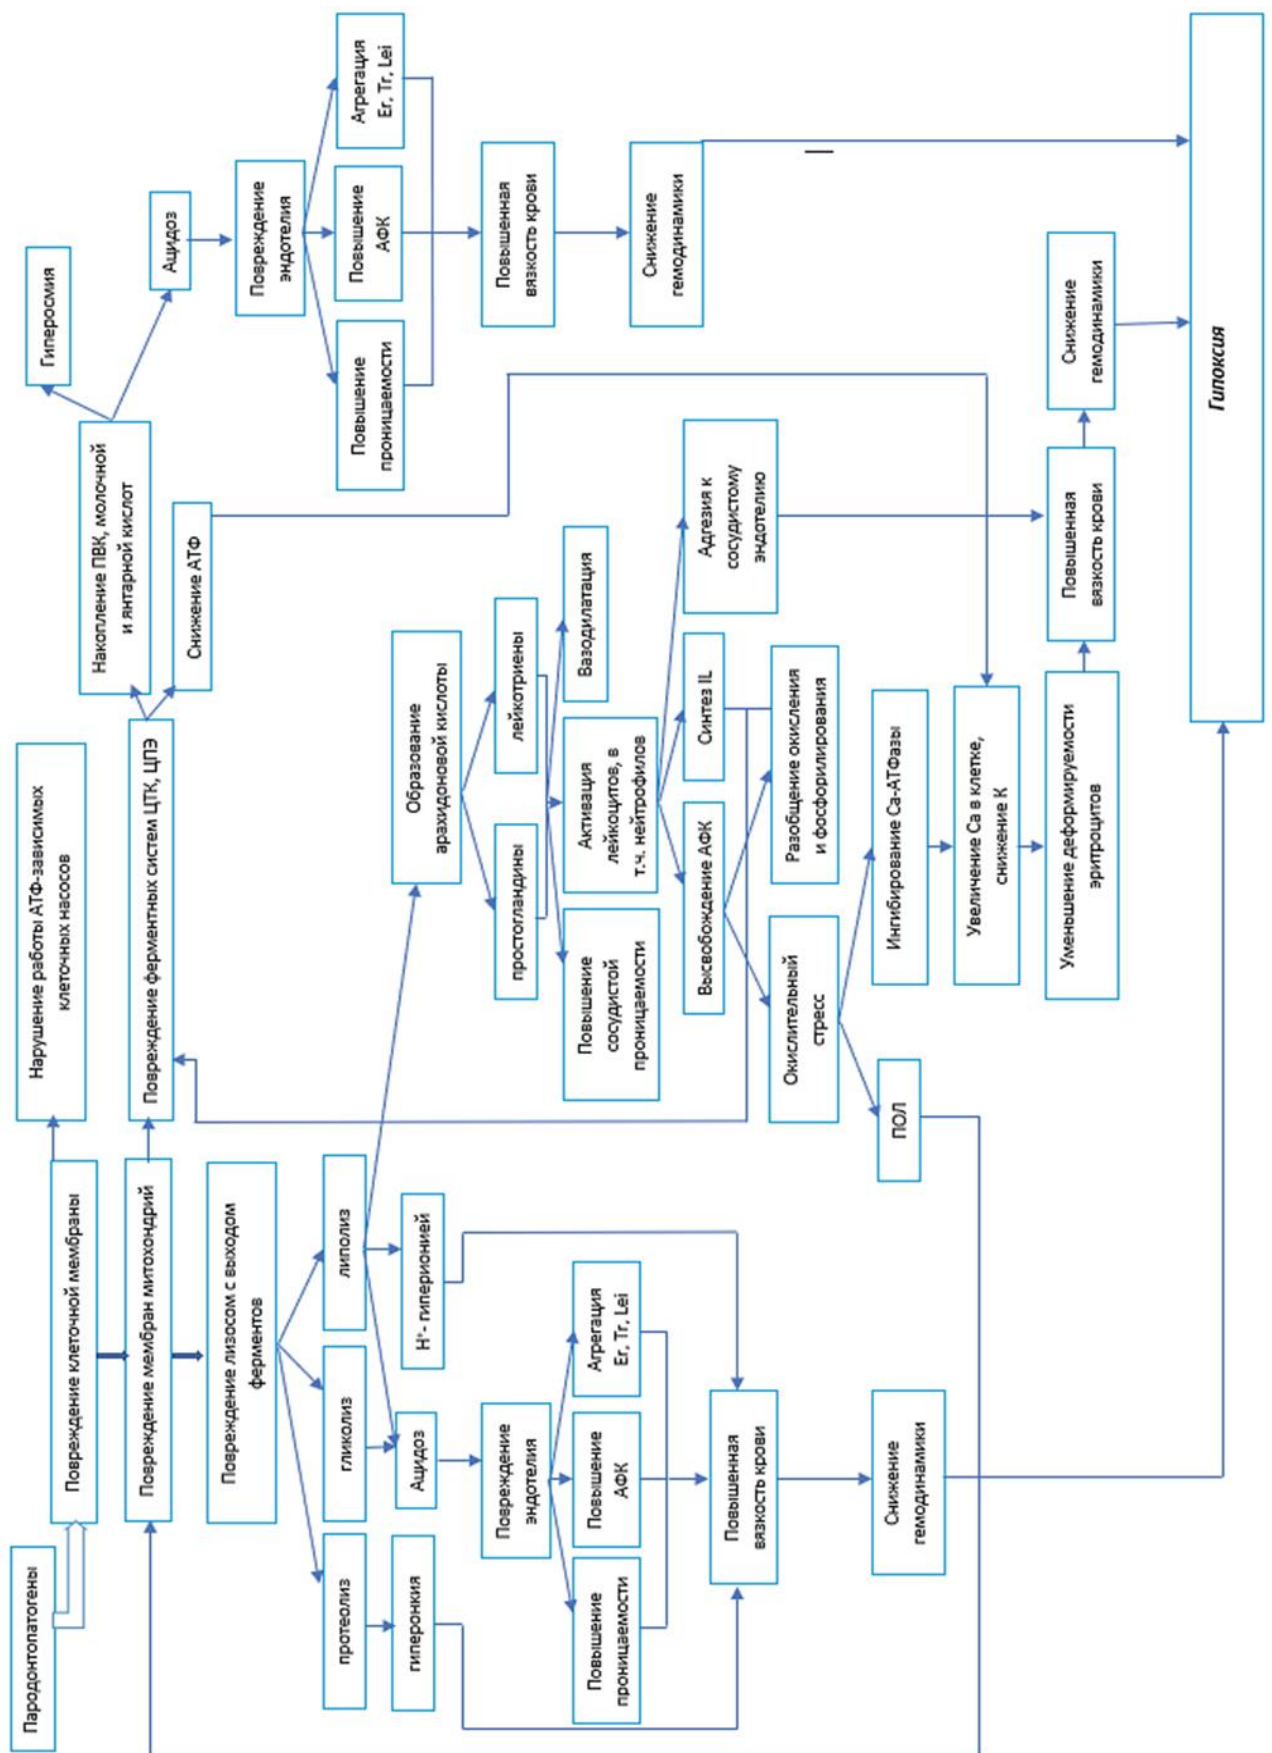 Пародонтопатогены
Повреждение клеточной мембраны
Нарушение работы АТФ-зависимых
клеточных насосов
Гиперосмия
Повреждение мембран митохондрий
Повреждение ферментных систем ЦТК, ЦПЭ
Накопление ПВК, молочной
и янтарной кислот
Ацидоз
Снижение АТФ
Повреждение лизосом с выходом
ферментов
Повреждение
эндотелия
протеолиз
гликолиз
липолиз
Повышение
проницаемости
Повышение
АФК
Агрегация
Er, Tr, Lei
гиперонкия
Ацидоз
Н⁺- гиперионией
Образование
арахидоновой кислоты
Повреждение
эндотелия
простогландины
лейкотриены
Повышенная
вязкость крови
Повышение
проницаемости
Повышение
АФК
Агрегация
Er, Tr, Lei
Повышение
сосудистой
проницаемости
Активация
лейкоцитов, в
т.ч. нейтрофилов
Вазодилатация
Снижение
гемодинамики
Повышенная
вязкость крови
Высвобождение АФК
Синтез IL
Адгезия к
сосудистому
эндотелию
Окислительный
стресс
Разобщение окисления
и фосфорилирования
Снижение
гемодинамики
ПОЛ
Ингибирование Са-АТФазы
Увеличение Са в клетке,
снижение К
Уменьшение деформируемости
эритроцитов
Повышенная
вязкость крови
Снижение
гемодинамики
Гипоксия